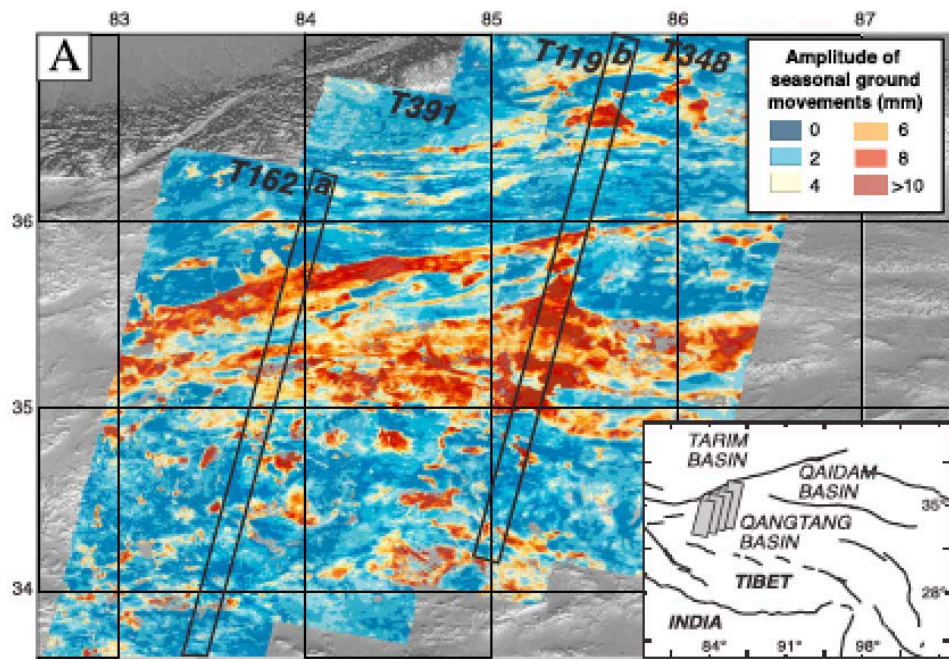 83
84
85
86
87
A
T119
b
T348
T391
T162
a
36
35
34
Amplitude of
seasonal ground
movements (mm)
0
6
2
8
4
>10
TARIM
BASIN
QAIDAM
BASIN
QANGTANG
BASIN
TIBET
INDIA
35°
28°
84°
91°
98°